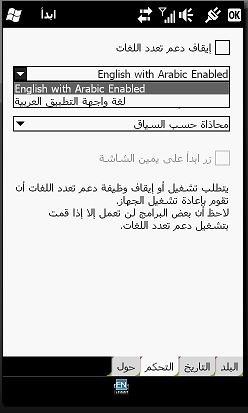 ابدأ
OK
إيقاف دعم تعدد اللغات
English with Arabic Enabled
English with Arabic Enabled
لغة واجهة التطبيق العربية
محاذاة حسب السياق
زر ابدأ على يمين الشاشة
يتطلب تشغيل أو إيقاف وظيفة دعم تعدد اللغات أن
تقوم بإعادة تشغيل الجهاز.
لاحظ أن بعض البرامج لن تعمل إلا إذا قمت
بتشغيل دعم تعدد اللغات.
البلد التاريخ التحكم حول
EN